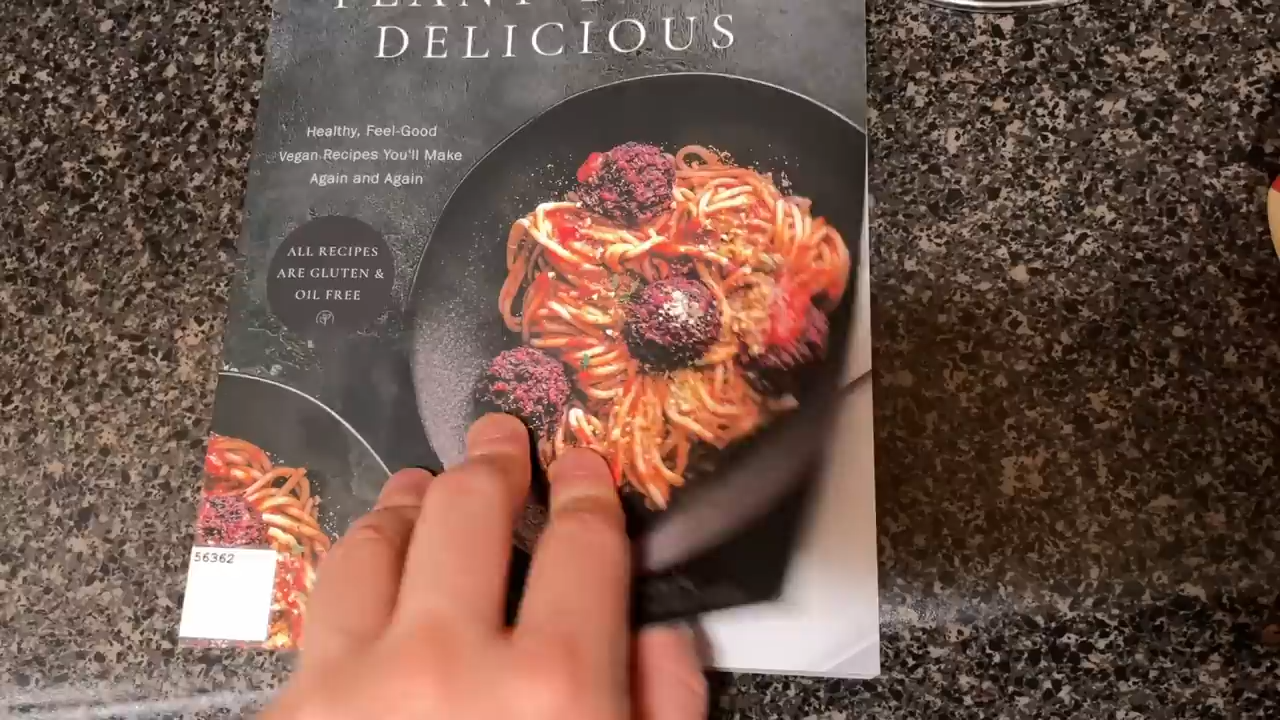 PLANT
DELICIOUS
Healthy, Feel-Good
Vegan Recipes You'll Make
Again and Again
ALL RECIPES
ARE GLUTEN &
OIL FREE
56362